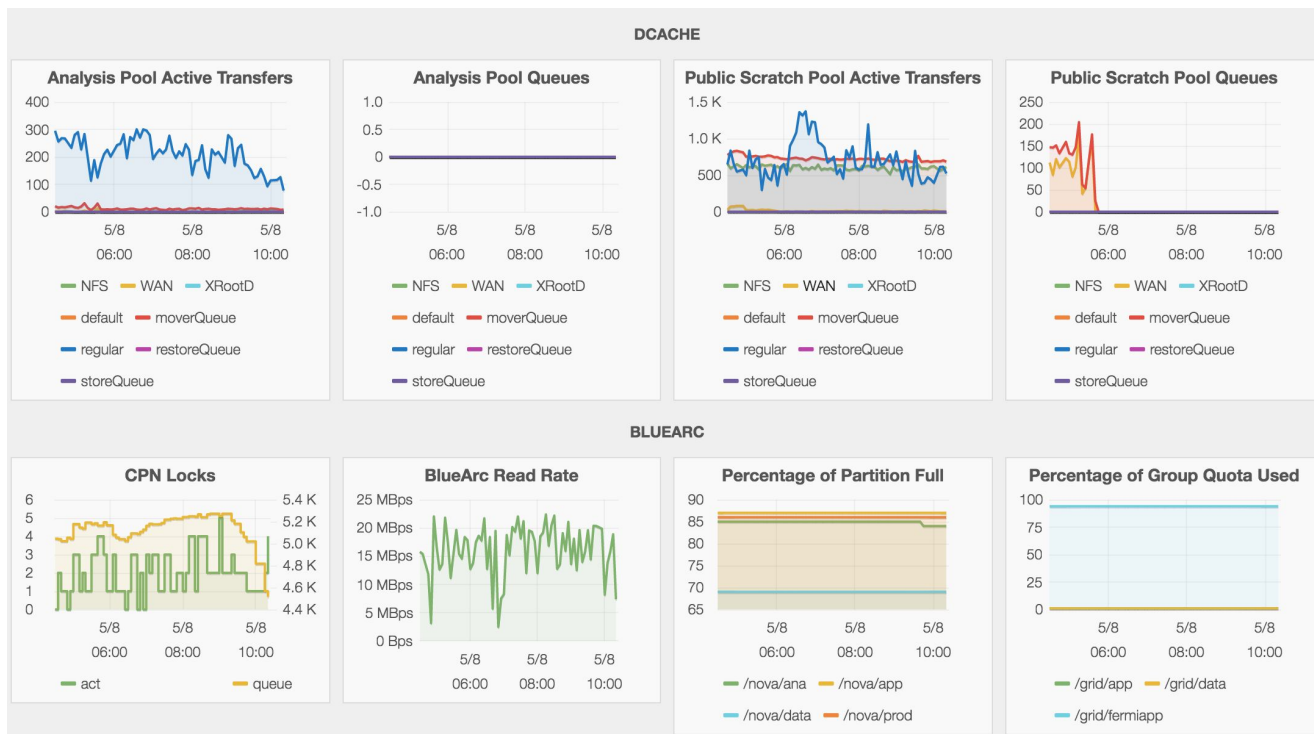 DCACHE
Analysis Pool Active Transfers
400
300
200
100
0
5/8 5/8 5/8
06:00 08:00 10:00
NFS WAN XRootD
default moverQueue
regular restoreQueue
storeQueue
Analysis Pool Queues
1.0
0.5
0
-0.5
-1.0
5/8 5/8 5/8
06:00 08:00 10:00
NFS WAN XRootD
default moverQueue
regular restoreQueue
storeQueue
Public Scratch Pool Active Transfers
1.5 K
1.0 K
500
0
5/8 5/8 5/8
06:00 08:00 10:00
NFS WAN XRootD
default moverQueue
regular restoreQueue
storeQueue
Public Scratch Pool Queues
250
200
150
100
50
0
5/8 5/8 5/8
06:00 08:00 10:00
NFS WAN XRootD
default moverQueue
regular restoreQueue
storeQueue
BLUEARC
CPN Locks
6 5.4 K
5 5.2 K
4 5.0 K
3
2 4.8 K
1 4.6 K
0 4.4 K
5/8 5/8 5/8
06:00 08:00 10:00
act queue
BlueArc Read Rate
25 MBps
20 MBps
15 MBps
10 MBps
5 MBps
0 Bps
5/8 5/8 5/8
06:00 08:00 10:00
Percentage of Partition Full
90
85
80
75
70
65
5/8 5/8 5/8
06:00 08:00 10:00
/nova/ana /nova/app
/nova/data /nova/prod
Percentage of Group Quota Used
100
75
50
25
0
5/8 5/8 5/8
06:00 08:00 10:00
/grid/app /grid/data
/grid/fermiapp